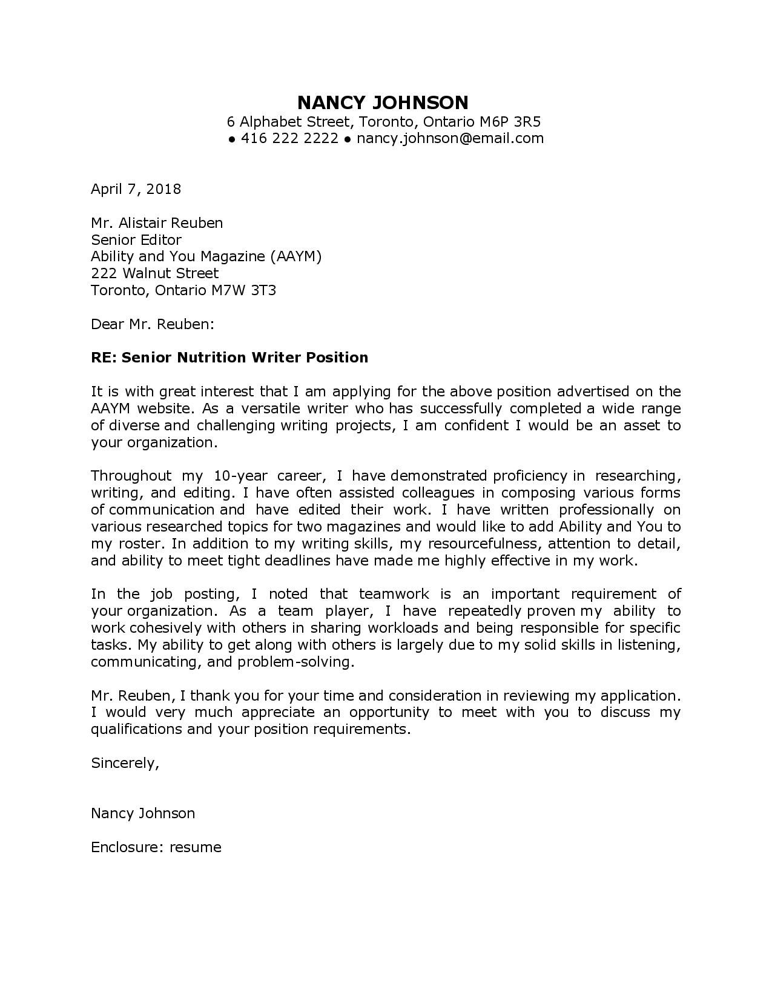 NANCY JOHNSON
6 Alphabet Street, Toronto, Ontario M6P 3R5
● 416 222 2222 ● nancy.johnson@email.com
April 7, 2018
Mr. Alistair Reuben
Senior Editor
Ability and You Magazine (AAYM)
222 Walnut Street
Toronto, Ontario M7W 3T3
Dear Mr. Reuben:
RE: Senior Nutrition Writer Position
It is with great interest that I am applying for the above position advertised on the
AAYM website. As a versatile writer who has successfully completed a wide range
of diverse and challenging writing projects, I am confident I would be an asset to
your organization.
Throughout my 10-year career, I have demonstrated proficiency in researching,
writing, and editing. I have often assisted colleagues in composing various forms
of communication and have edited their work. I have written professionally on
various researched topics for two magazines and would like to add Ability and You to
my roster. In addition to my writing skills, my resourcefulness, attention to detail,
and ability to meet tight deadlines have made me highly effective in my work.
In the job posting, I noted that teamwork is an important requirement of
your organization. As a team player, I have repeatedly proven my ability to
work cohesively with others in sharing workloads and being responsible for specific
tasks. My ability to get along with others is largely due to my solid skills in listening,
communicating, and problem-solving.
Mr. Reuben, I thank you for your time and consideration in reviewing my application.
I would very much appreciate an opportunity to meet with you to discuss my
qualifications and your position requirements.
Sincerely,
Nancy Johnson
Enclosure: resume